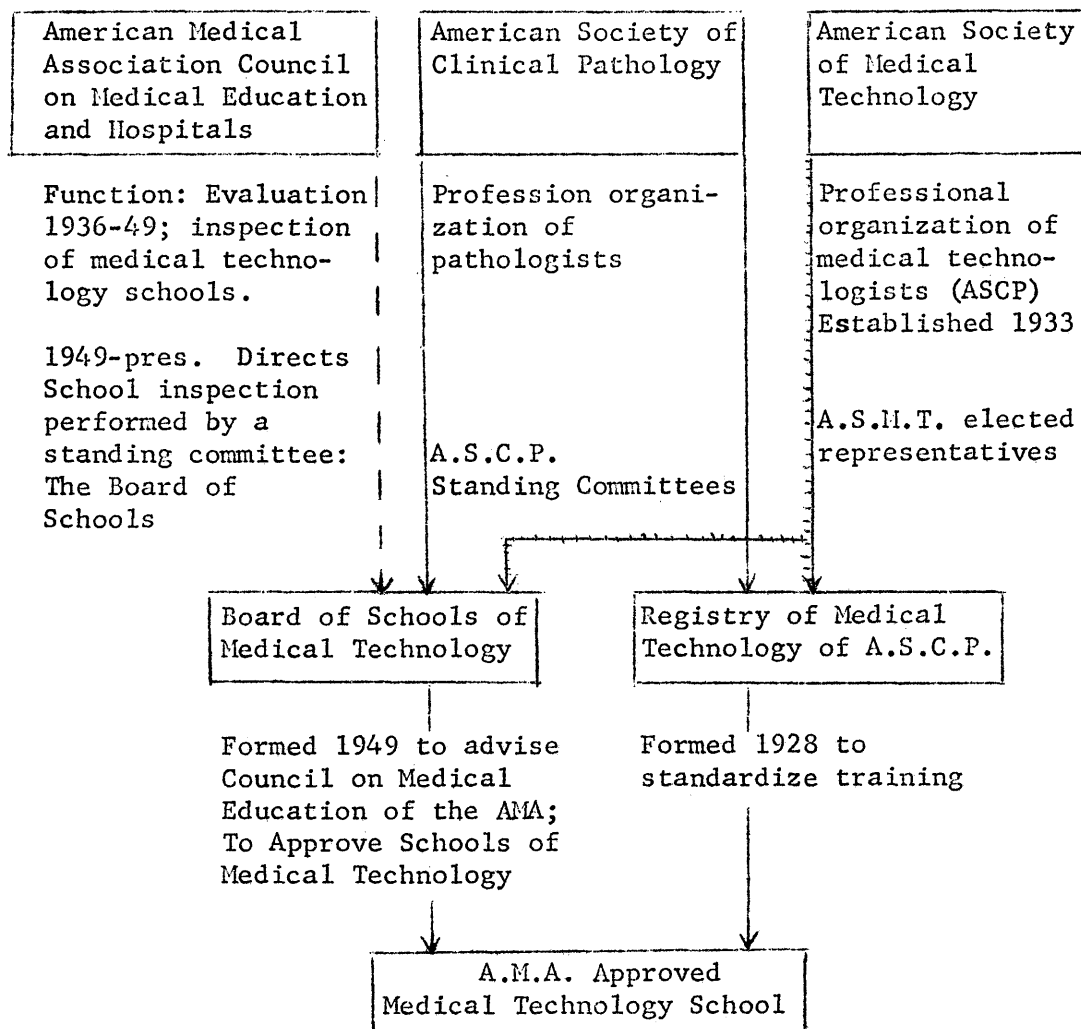 American Medical
Association Council
on Medical Education
and Hospitals
American Society of
Clinical Pathology
American Society
of Medical
Technology
Function: Evaluation
1936-49; inspection
of medical techno-
logy schools.
1949-pres. Directs
School inspection
performed by a
standing committee:
The Board of
Schools
Profession organi-
zation of
pathologists
A.S.C.P.
Standing Committees
Professional
organization of
medical techno-
logists (ASCP)
Established 1933
A.S.M.T. elected
representatives
Board of Schools of
Medical Technology
Registry of Medical
Technology of A.S.C.P.
Formed 1949 to advise
Council on Medical
Education of the AMA;
To Approve Schools of
Medical Technology
Formed 1928 to
standardize training
A.M.A. Approved
Medical Technology School